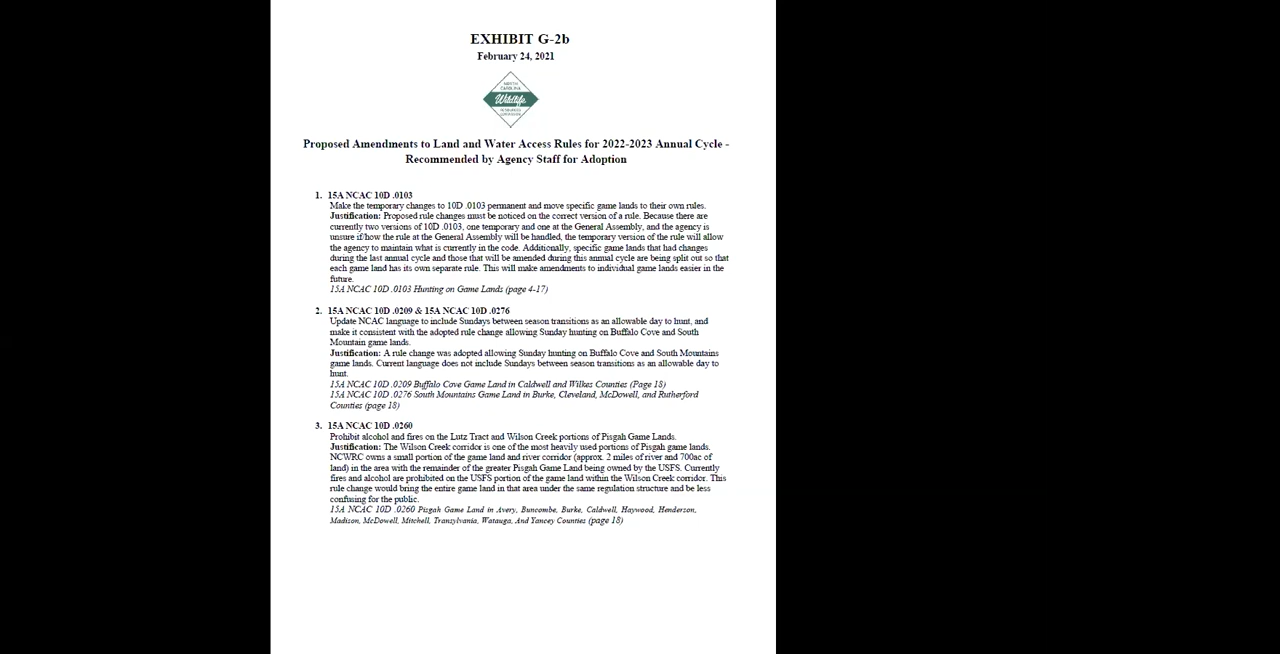 EXHIBIT G-2b
February 24, 2021
NORTH
CAROLINA
Wildlife
RESOURCES
COMMISSION
Proposed Amendments to Land and Water Access Rules for 2022-2023 Annual Cycle -
Recommended by Agency Staff for Adoption
1. 15A NCAC 10D .0103
Make the temporary changes to 10D .0103 permanent and move specific game lands to their own rules.
Justification: Proposed rule changes must be noticed on the correct version of a rule. Because there are
currently two versions of 10D .0103, one temporary and one at the General Assembly, and the agency is
unsure if/how the rule at the General Assembly will be handled, the temporary version of the rule will allow
the agency to maintain what is currently in the code. Additionally, specific game lands that had changes
during the last annual cycle and those that will be amended during this annual cycle are being split out so that
each game land has its own separate rule. This will make amendments to individual game lands easier in the
future.
15A NCAC 10D .0103 Hunting on Game Lands (page 4-17)
2. 15A NCAC 10D .0209 & 15A NCAC 10D .0276
Update NCAC language to include Sundays between season transitions as an allowable day to hunt, and
make it consistent with the adopted rule change allowing Sunday hunting on Buffalo Cove and South
Mountain game lands.
Justification: A rule change was adopted allowing Sunday hunting on Buffalo Cove and South Mountains
game lands. Current language does not include Sundays between season transitions as an allowable day to
hunt.
15A NCAC 10D .0209 Buffalo Cove Game Land in Caldwell and Wilkes Counties (Page 18)
15A NCAC 10D .0276 South Mountains Game Land in Burke, Cleveland, McDowell, and Rutherford
Counties (page 18)
3. 15A NCAC 10D .0260
Prohibit alcohol and fires on the Lutz Tract and Wilson Creek portions of Pisgah Game Lands.
Justification: The Wilson Creek corridor is one of the most heavily used portions of Pisgah game lands.
NCWRC owns a small portion of the game land and river corridor (approx. 2 miles of river and 700ac of
land) in the area with the remainder of the greater Pisgah Game Land being owned by the USFS. Currently
fires and alcohol are prohibited on the USFS portion of the game land within the Wilson Creek corridor. This
rule change would bring the entire game land in that area under the same regulation structure and be less
confusing for the public.
15A NCAC 10D .0260 Pisgah Game Land in Avery, Buncombe, Burke, Caldwell, Haywood, Henderson,
Madison, McDowell, Mitchell, Transylvania, Watauga, And Yancey Counties (page 18)